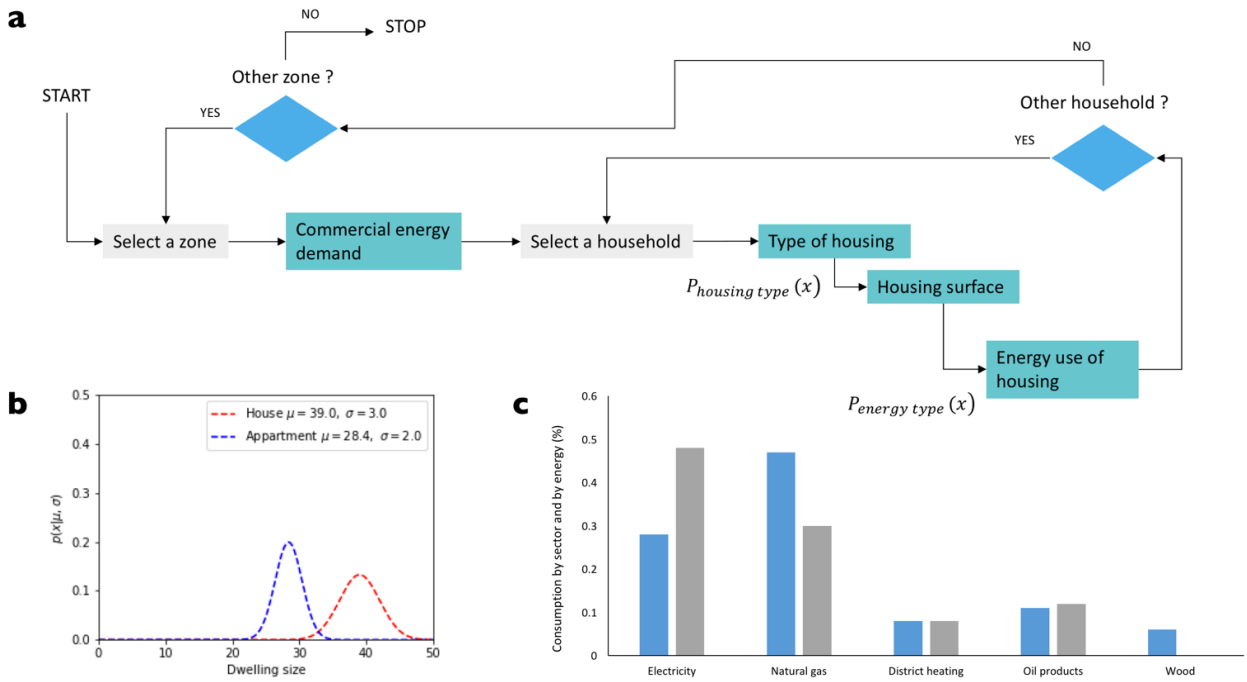 a
NO
STOP
Other zone ?
START
YES
NO
Other household ?
YES
Select a zone
Commercial energy
demand
Select a household
Type of housing
P_housing type (x)
Housing surface
Energy use of
housing
P_energy type (x)
b
0.5
0.4
0.3
0.2
0.1
0.0
p(x|μ, σ)
House μ = 39.0, σ = 3.0
Appartment μ = 28.4, σ = 2.0
0
10
20
30
40
50
Dwelling size
c
Consumption by sector and by energy (%)
0.6
0.5
0.4
0.3
0.2
0.1
0
Electricity
Natural gas
District heating
Oil products
Wood